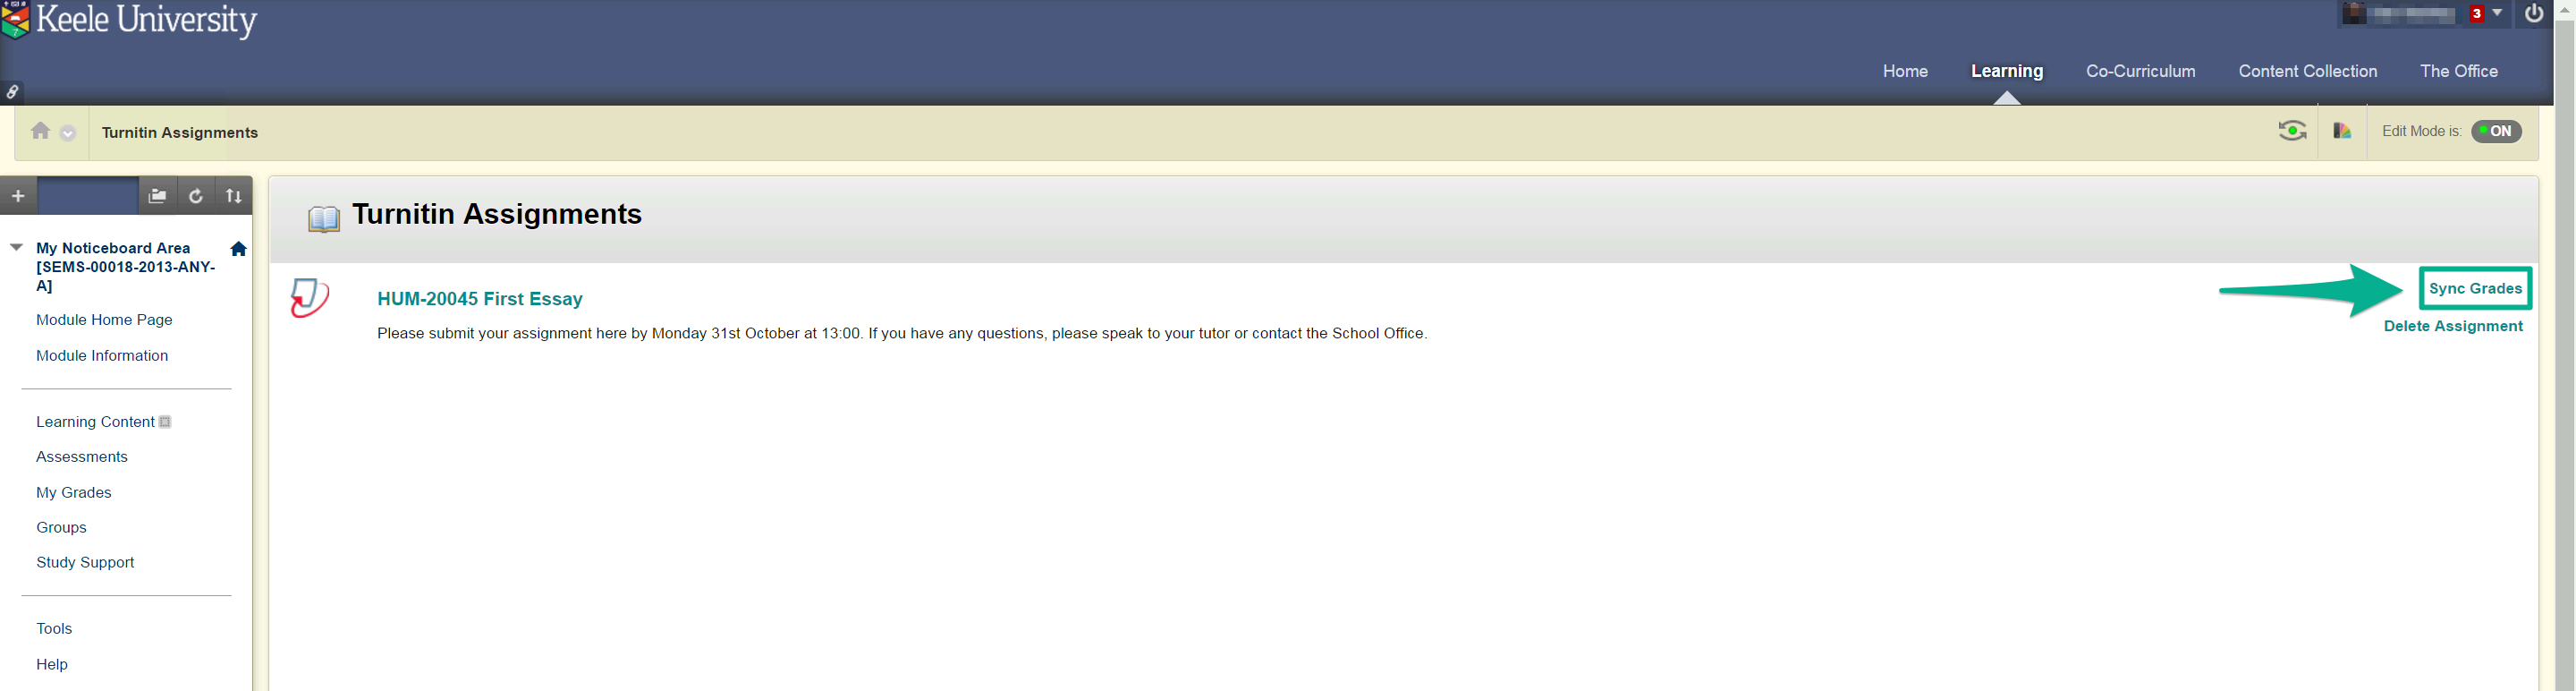 Keele University
3
Home
Learning
Co-Curriculum
Content Collection
The Office
Turnitin Assignments
Edit Mode is:
ON
My Noticeboard Area
[SEMS-00018-2013-ANY-
A]
Module Home Page
Module Information
Learning Content
Assessments
My Grades
Groups
Study Support
Tools
Help
Turnitin Assignments
HUM-20045 First Essay
Please submit your assignment here by Monday 31st October at 13:00. If you have any questions, please speak to your tutor or contact the School Office.
Sync Grades
Delete Assignment